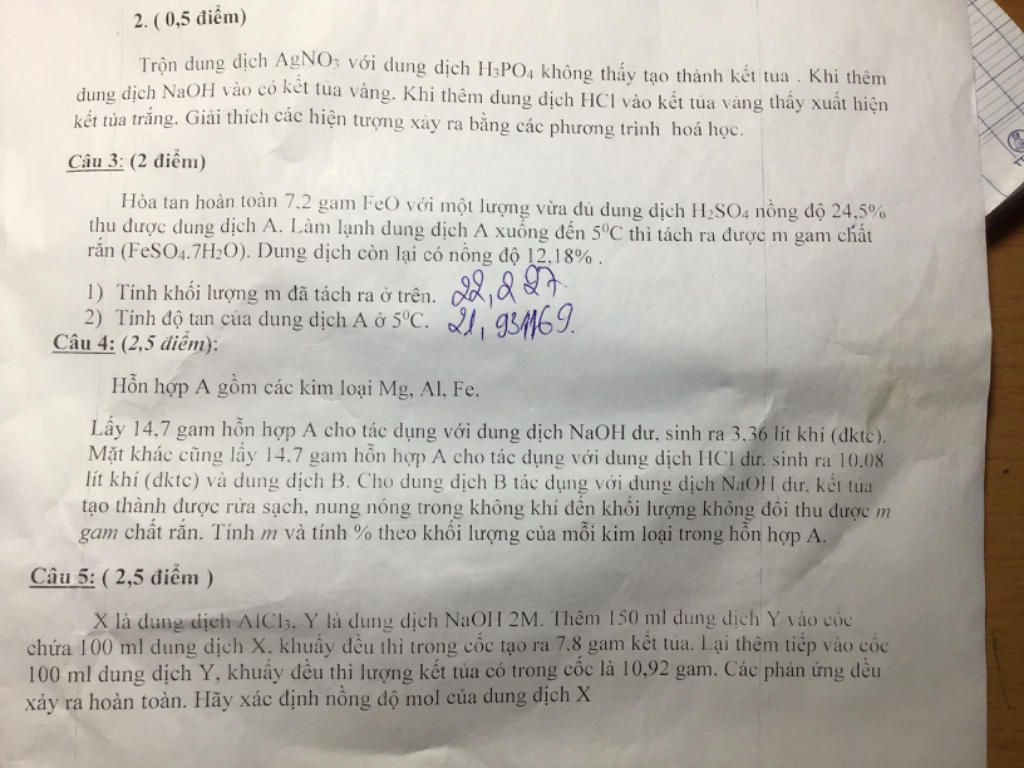 2. ( 0,5 điểm)
Trộn dung dịch AgNO₃ với dung dịch H₃PO₄ không thấy tạo thành kết tủa . Khi thêm
dung dịch NaOH vào có kết tủa vàng. Khi thêm dung dịch HCl vào kết tủa vàng thấy xuất hiện
kết tủa trắng. Giải thích các hiện tượng xảy ra bằng các phương trình hoá học.
Câu 3: (2 điểm)
Hòa tan hoàn toàn 7,2 gam FeO với một lượng vừa đủ dung dịch H₂SO₄ nồng độ 24,5%
thu được dung dịch A. Làm lạnh dung dịch A xuống đến 5⁰C thì tách ra được m gam chất
rắn (FeSO₄.7H₂O). Dung dịch còn lại có nồng độ 12,18% .
1) Tính khối lượng m đã tách ra ở trên. 22,227
2) Tính độ tan của dung dịch A ở 5⁰C. 21,931169.
Câu 4: (2,5 điểm):
Hỗn hợp A gồm các kim loại Mg, Al, Fe.
Lấy 14,7 gam hỗn hợp A cho tác dụng với dung dịch NaOH dư, sinh ra 3,36 lít khí (đktc).
Mặt khác cũng lấy 14,7 gam hỗn hợp A cho tác dụng với dung dịch HCl dư, sinh ra 10,08
lít khí (đktc) và dung dịch B. Cho dung dịch B tác dụng với dung dịch NaOH dư, kết tủa
tạo thành được rửa sạch, nung nóng trong không khí đến khối lượng không đổi thu được m
gam chất rắn. Tính m và tính % theo khối lượng của mỗi kim loại trong hỗn hợp A.
Câu 5: ( 2,5 điểm )
X là dung dịch AlCl₃, Y là dung dịch NaOH 2M. Thêm 150 ml dung dịch Y vào cốc
chứa 100 ml dung dịch X, khuấy đều thì trong cốc tạo ra 7,8 gam kết tủa. Lại thêm tiếp vào cốc
100 ml dung dịch Y, khuấy đều thì lượng kết tủa có trong cốc là 10,92 gam. Các phản ứng đều
xảy ra hoàn toàn. Hãy xác định nồng độ mol của dung dịch X